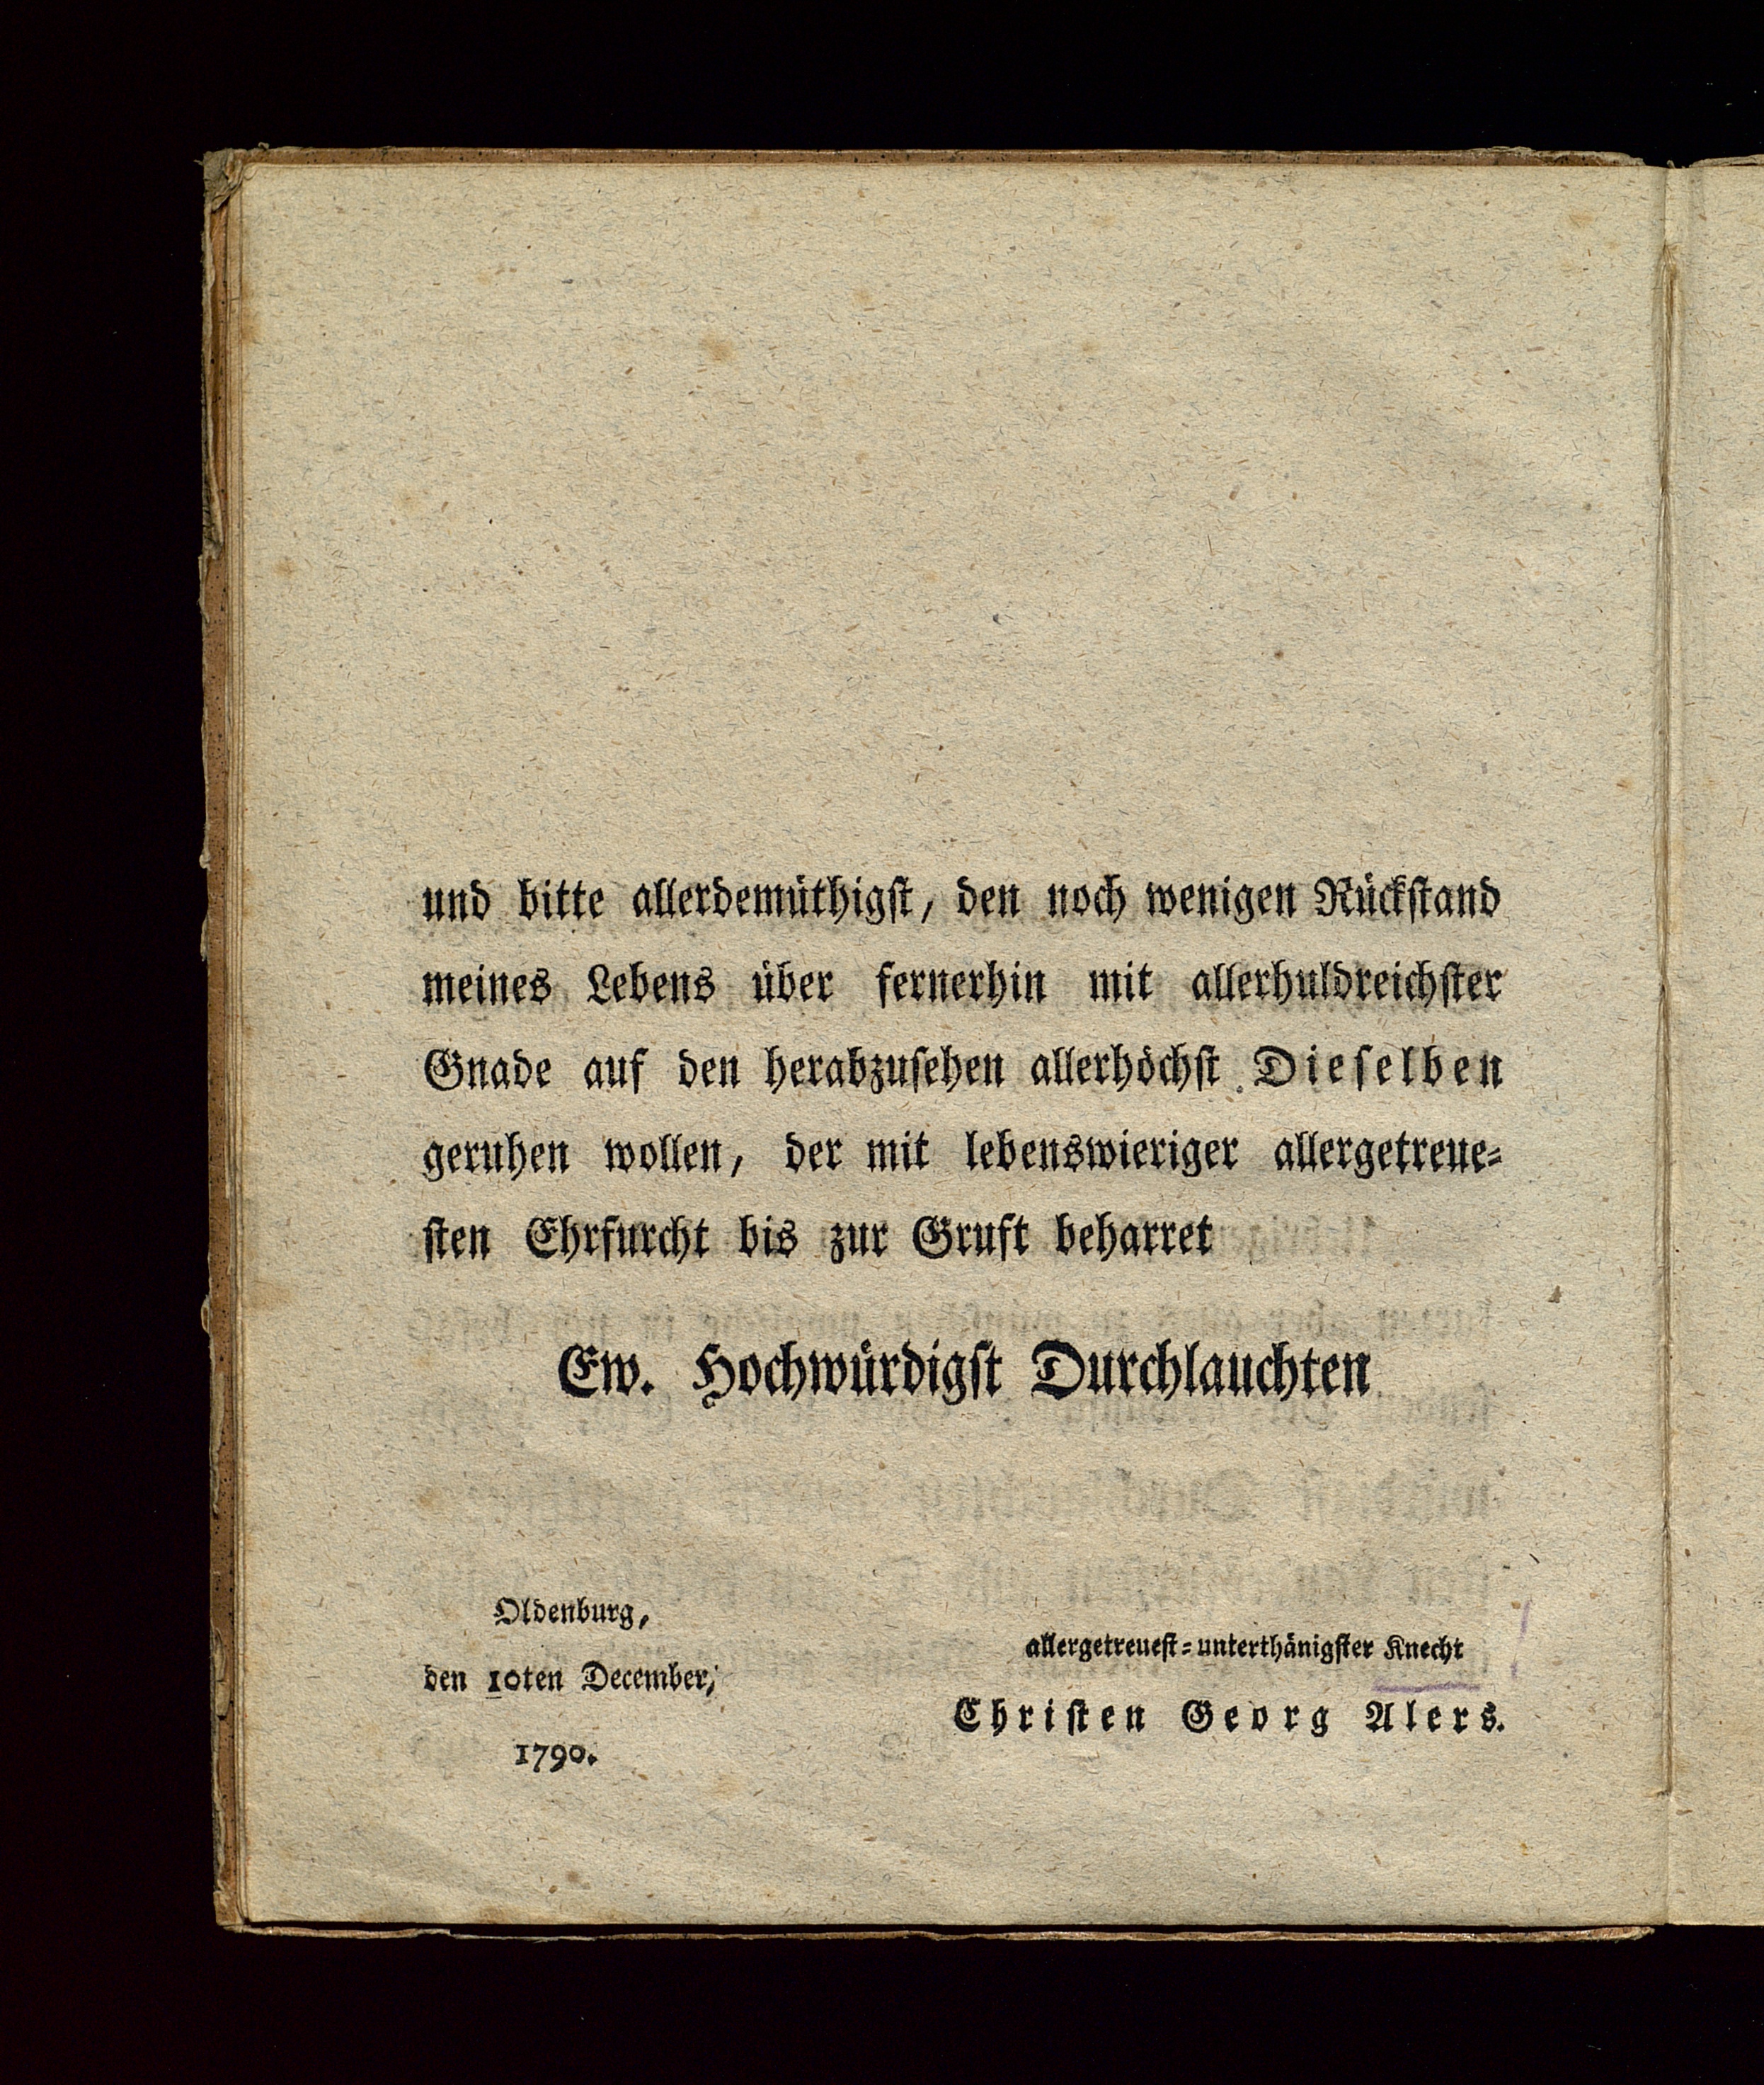 und bitte allerdemüthigſt, den noch wenigen Rückſtand
meines Lebens über fernerhin mit allerhuldreichſter
Gnade auf den herabzuſehen allerhöchſt Dieſelben
geruhen wollen, der mit lebenswieriger allergetreue⸗
ſten Ehrfurcht bis zur Gruft beharret
Ew. Hochwürdigſt Durchlauchten
Oldenburg,
den 10ten December,
1790.
allergetreueſt⸗unterthänigſter Knecht
Chriſten Georg Alers.